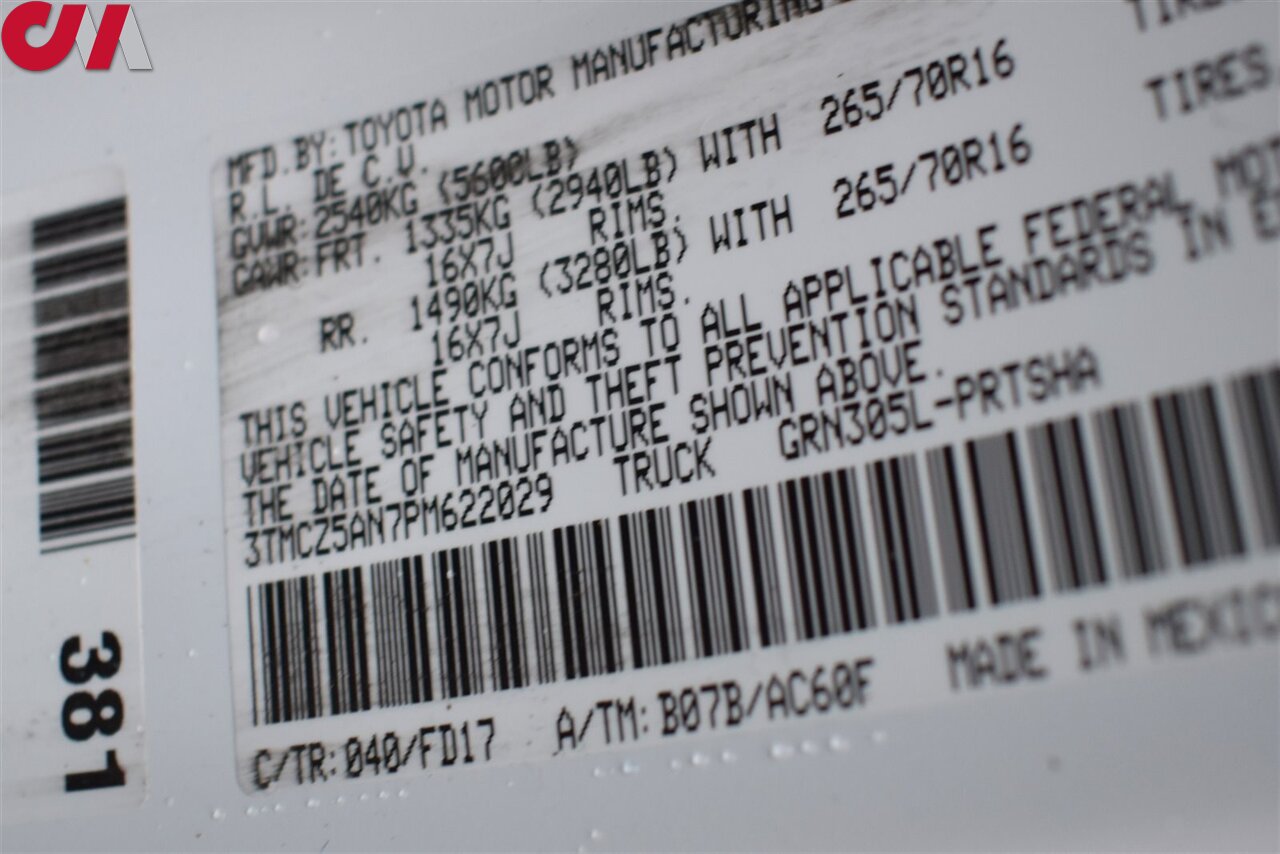 MFD.BY:TOYOTA MOTOR MANUFACTURING
R.L. DE C.V.
GVWR:2540KG (5600LB)
GAWR:FRT. 1335KG (2940LB) WITH 265/70R16 TIRES
16X7J RIMS.
RR. 1490KG (3280LB) WITH 265/70R16 TIRES
16X7J RIMS.
THIS VEHICLE CONFORMS TO ALL APPLICABLE FEDERAL
VEHICLE SAFETY AND THEFT PREVENTION STANDARDS IN
THE DATE OF MANUFACTURE SHOWN ABOVE.
3TMCZ5AN7PM622029 TRUCK GRN305L-PRTSHA
C/TR:040/FD17 A/TM:B07B/AC60F MADE IN MEXICO
381